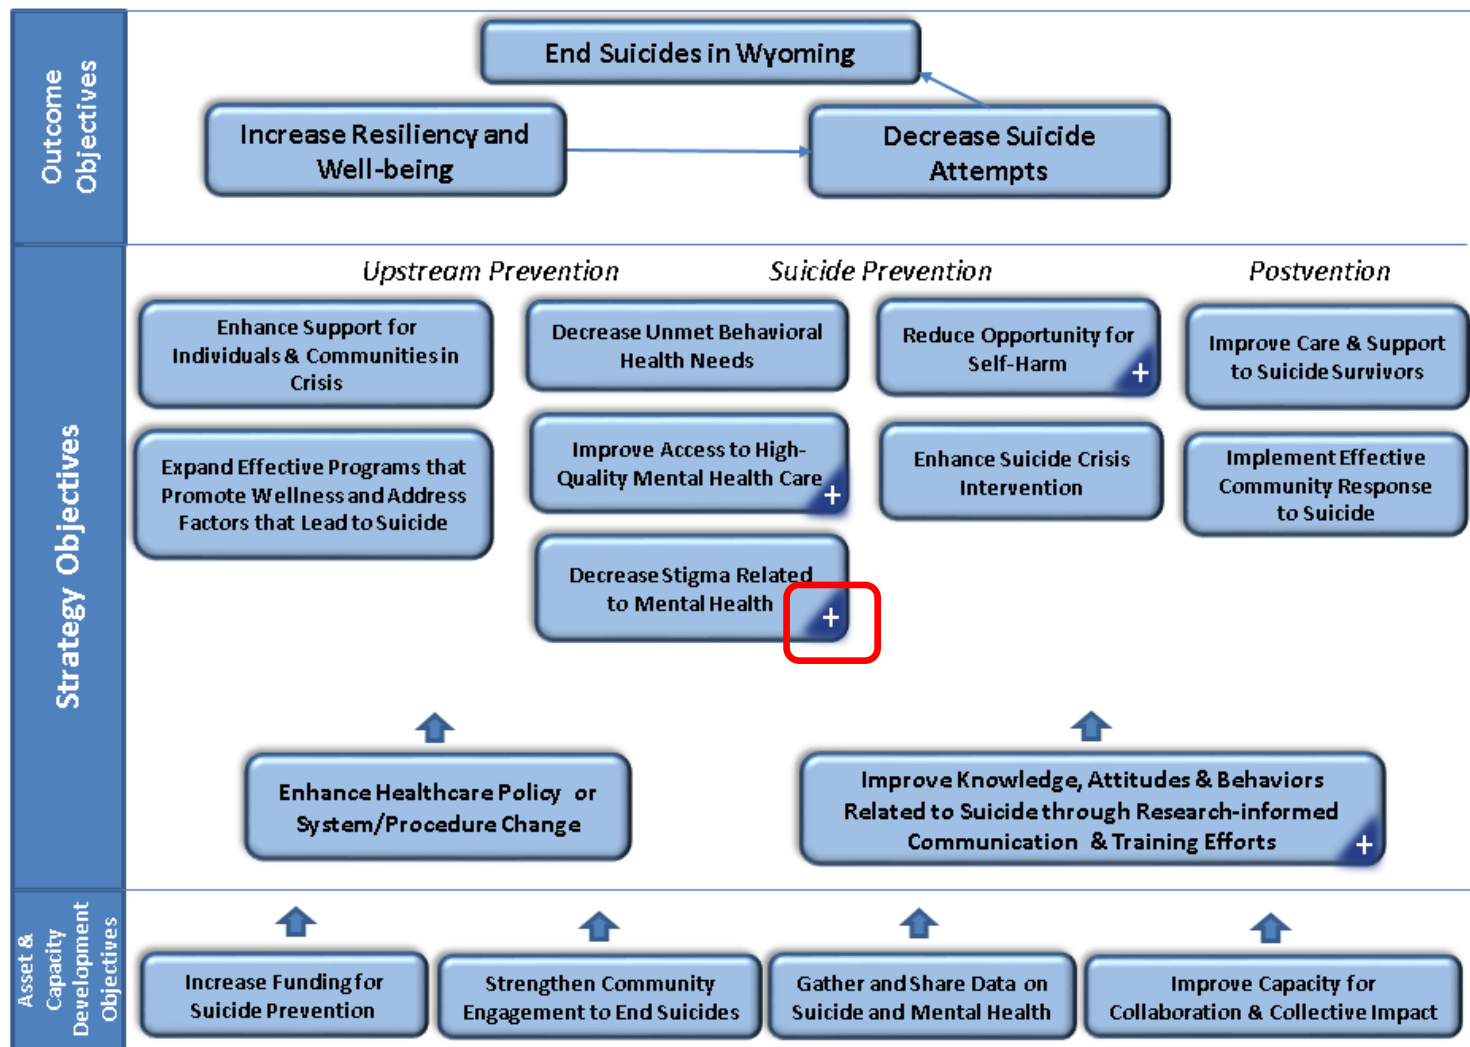 Outcome
Objectives
End Suicides in Wyoming
Increase Resiliency and
Well-being
Decrease Suicide
Attempts
Strategy Objectives
Upstream Prevention
Suicide Prevention
Postvention
Enhance Support for
Individuals & Communities in
Crisis
Expand Effective Programs that
Promote Wellness and Address
Factors that Lead to Suicide
Decrease Unmet Behavioral
Health Needs
Improve Access to High-
Quality Mental Health Care
+
Decrease Stigma Related
to Mental Health
+
Reduce Opportunity for
Self-Harm
+
Enhance Suicide Crisis
Intervention
Improve Care & Support
to Suicide Survivors
Implement Effective
Community Response
to Suicide
Enhance Healthcare Policy or
System/Procedure Change
Improve Knowledge, Attitudes & Behaviors
Related to Suicide through Research-informed
Communication & Training Efforts
+
Asset &
Capacity
Development
Objectives
Increase Funding for
Suicide Prevention
Strengthen Community
Engagement to End Suicides
Gather and Share Data on
Suicide and Mental Health
Improve Capacity for
Collaboration & Collective Impact